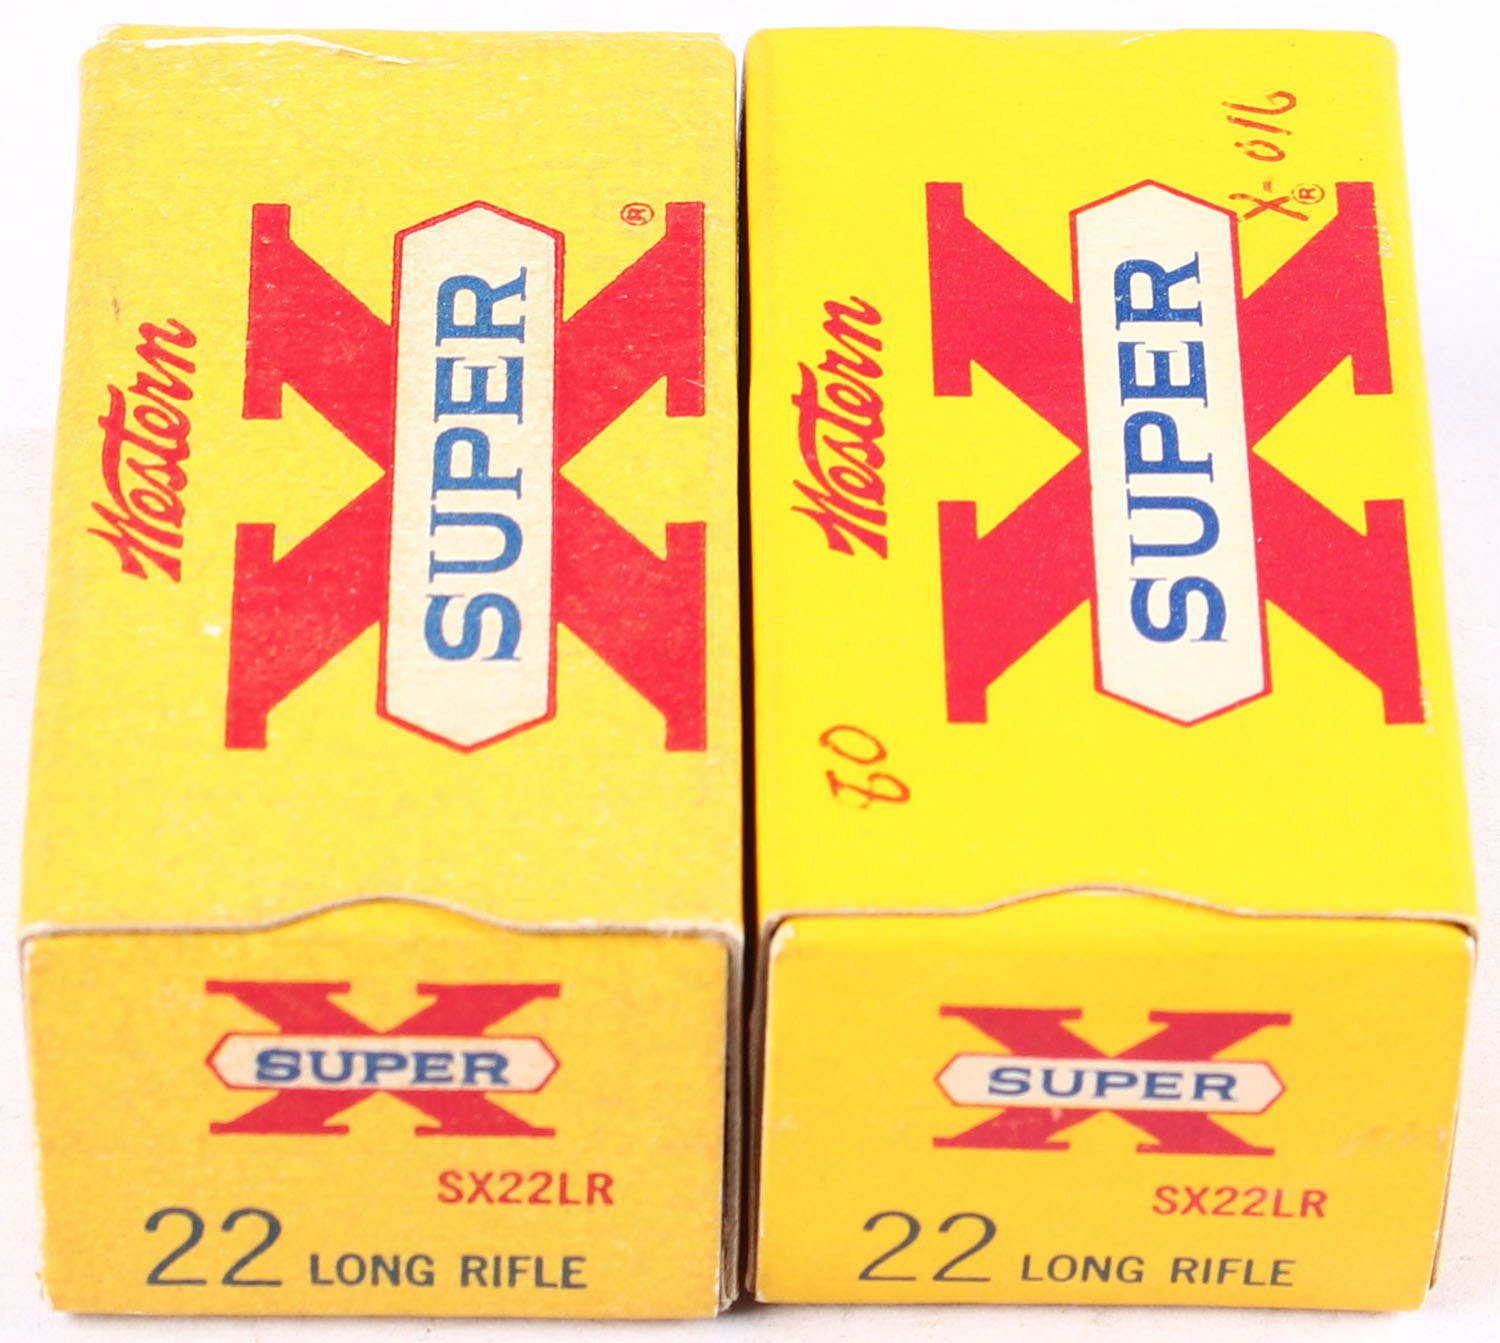 Western
SUPER X ®
SUPER X
SX22LR
22 LONG RIFLE
Western
SUPER X ®
SUPER X
SX22LR
22 LONG RIFLE